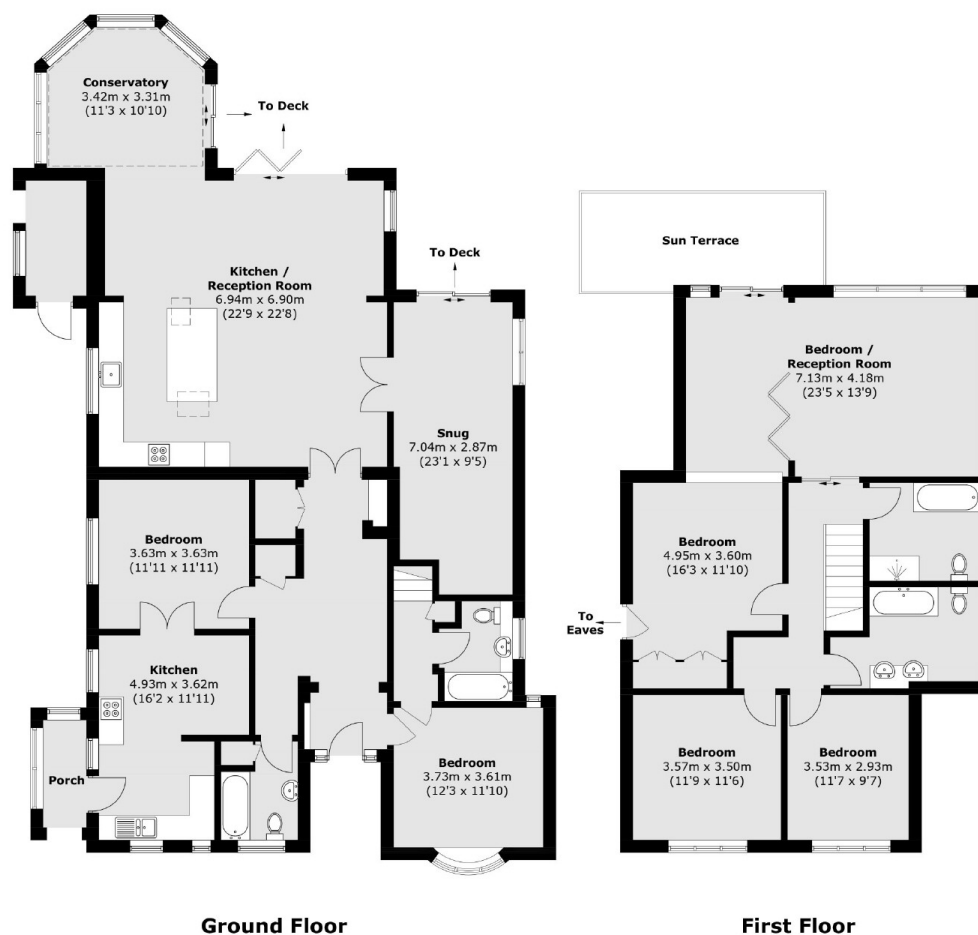 Conservatory
3.42m x 3.31m
(11'3 x 10'10)
To Deck
To Deck
Kitchen /
Reception Room
6.94m x 6.90m
(22'9 x 22'8)
Snug
7.04m x 2.87m
(23'1 x 9'5)
Bedroom
3.63m x 3.63m
(11'11 x 11'11)
Kitchen
4.93m x 3.62m
(16'2 x 11'11)
Porch
Bedroom
3.73m x 3.61m
(12'3 x 11'10)
Ground Floor
Sun Terrace
Bedroom /
Reception Room
7.13m x 4.18m
(23'5 x 13'9)
Bedroom
4.95m x 3.60m
(16'3 x 11'10)
To
Eaves
Bedroom
3.57m x 3.50m
(11'9 x 11'6)
Bedroom
3.53m x 2.93m
(11'7 x 9'7)
First Floor